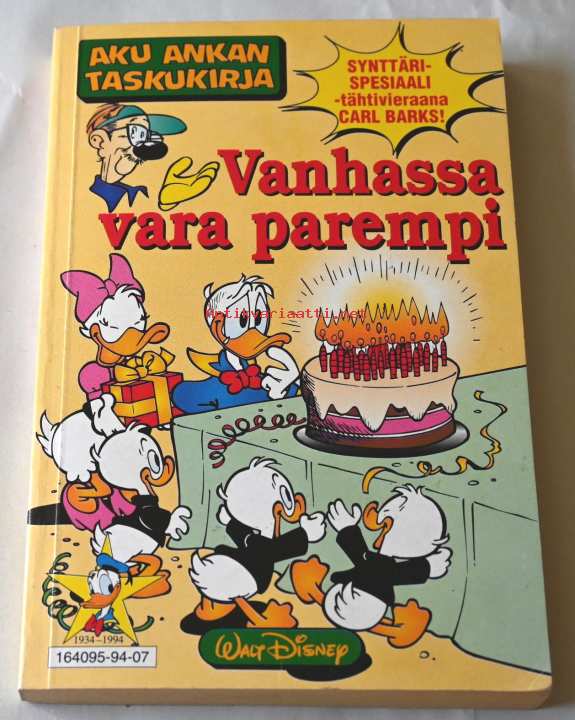 AKU ANKAN
TASKUKIRJA
SYNTTÄRI-
SPESIAALI
-tähtivieraana
CARL BARKS!
Vanhassa
vara parempi
Antikvariaatti.net
1934-1994
164095-94-07
WALT DISNEY